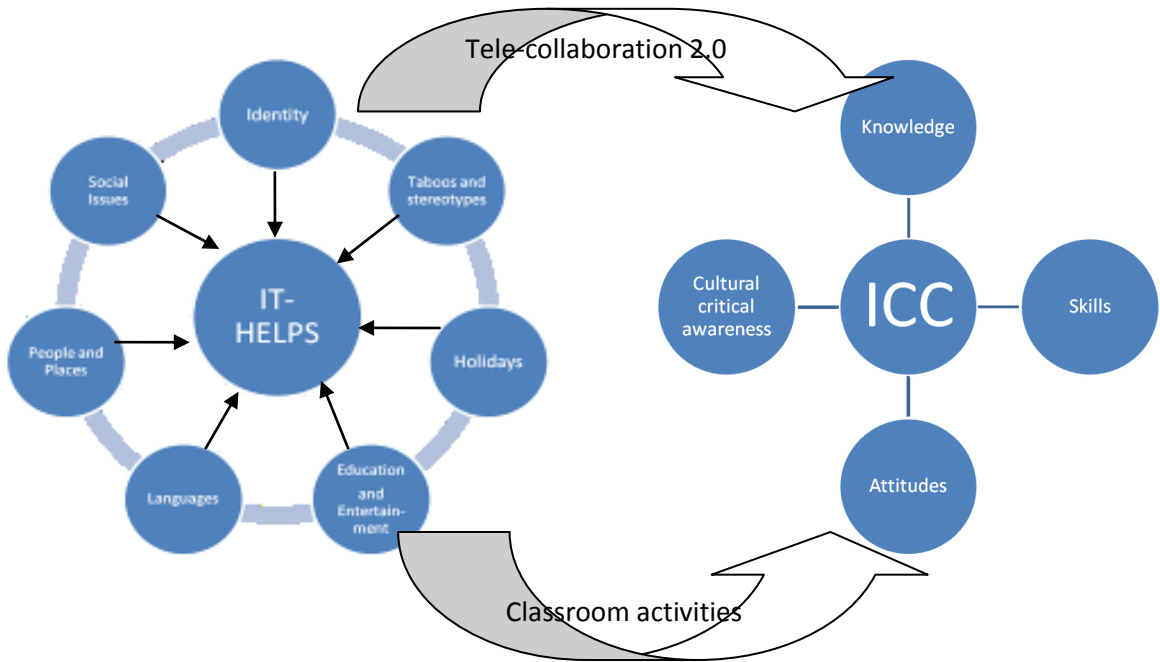 Tele-collaboration 2.0
Identity
Social
Issues
Taboos and
stereotypes
IT-
HELPS
People and
Places
Holidays
Languages
Education
and
Entertain-
ment
Knowledge
Cultural
critical
awareness
ICC
Skills
Attitudes
Classroom activities